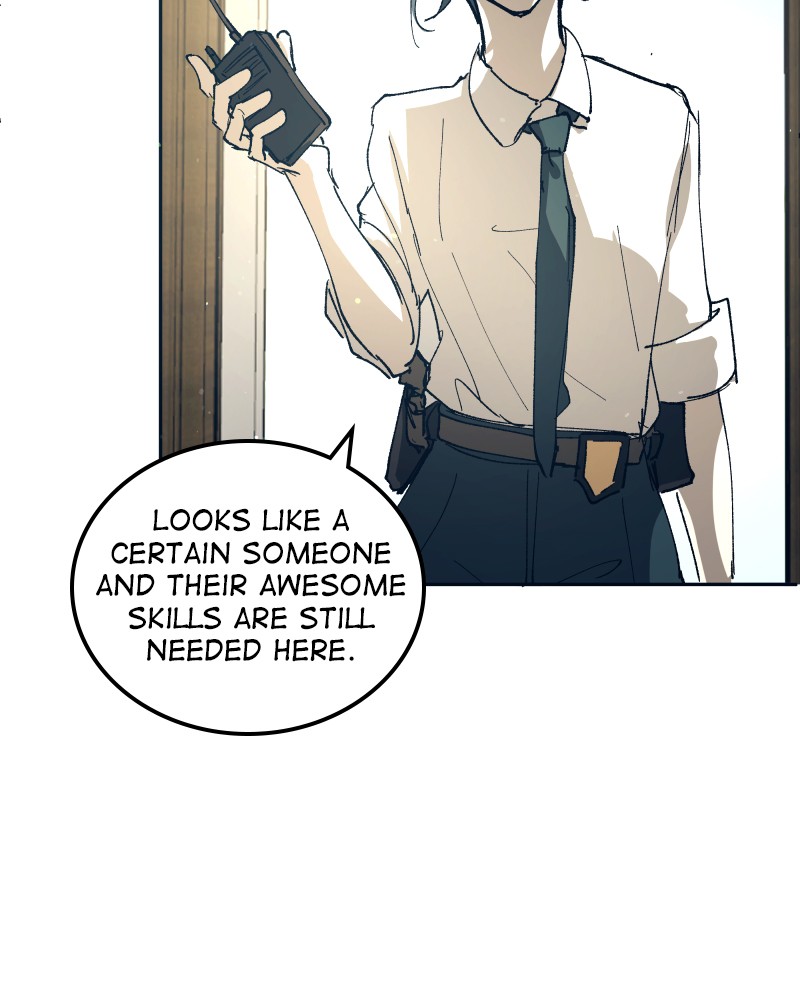 LOOKS LIKE A
CERTAIN SOMEONE
AND THEIR AWESOME
SKILLS ARE STILL
NEEDED HERE.